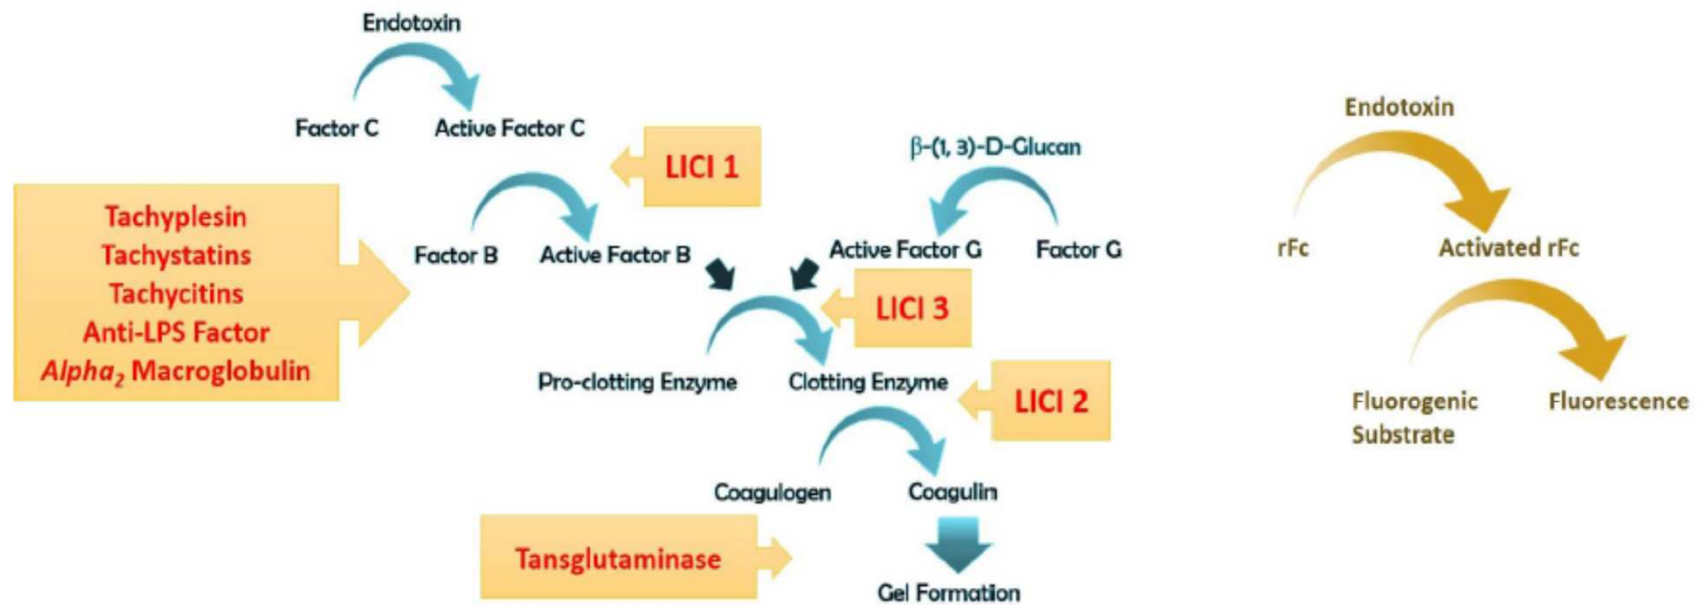 Endotoxin
Factor C
Active Factor C
LICI 1
β-(1, 3)-D-Glucan
Tachyplesin
Tachystatins
Tachycitins
Anti-LPS Factor
Alpha₂ Macroglobulin
Factor B
Active Factor B
Active Factor G
Factor G
LICI 3
Pro-clotting Enzyme
Clotting Enzyme
LICI 2
Coagulogen
Coagulin
Tansglutaminase
Gel Formation
Endotoxin
rFc
Activated rFc
Fluorogenic
Substrate
Fluorescence